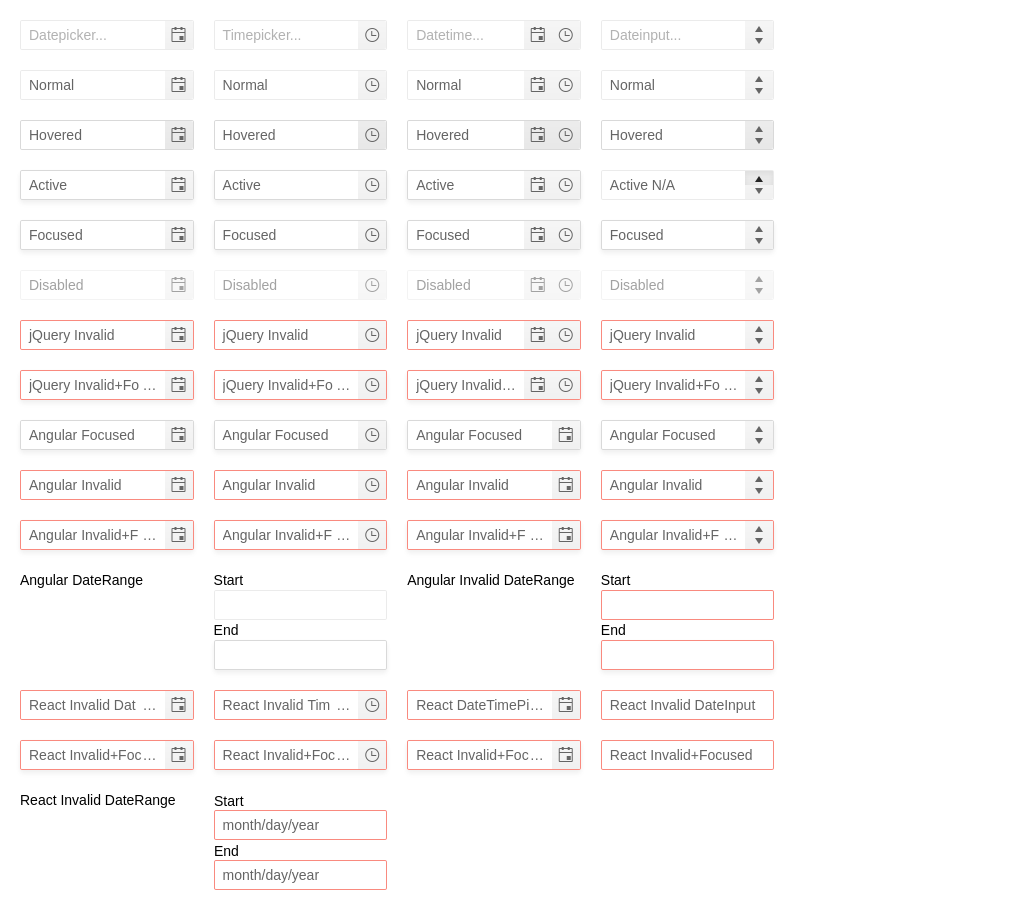 Datepicker... Timepicker... Datetime... Dateinput...
Normal Normal Normal Normal
Hovered Hovered Hovered Hovered
Active Active Active Active N/A
Focused Focused Focused Focused
Disabled Disabled Disabled Disabled
jQuery Invalid jQuery Invalid jQuery Invalid jQuery Invalid
jQuery Invalid+Fo ... jQuery Invalid+Fo ... jQuery Invalid... jQuery Invalid+Fo ...
Angular Focused Angular Focused Angular Focused Angular Focused
Angular Invalid Angular Invalid Angular Invalid Angular Invalid
Angular Invalid+F ... Angular Invalid+F ... Angular Invalid+F ... Angular Invalid+F ...
Angular DateRange Start Angular Invalid DateRange Start
End End
React Invalid Dat ... React Invalid Tim ... React DateTimePi... React Invalid DateInput
React Invalid+Foc... React Invalid+Foc... React Invalid+Foc... React Invalid+Focused
React Invalid DateRange Start
month/day/year
End
month/day/year